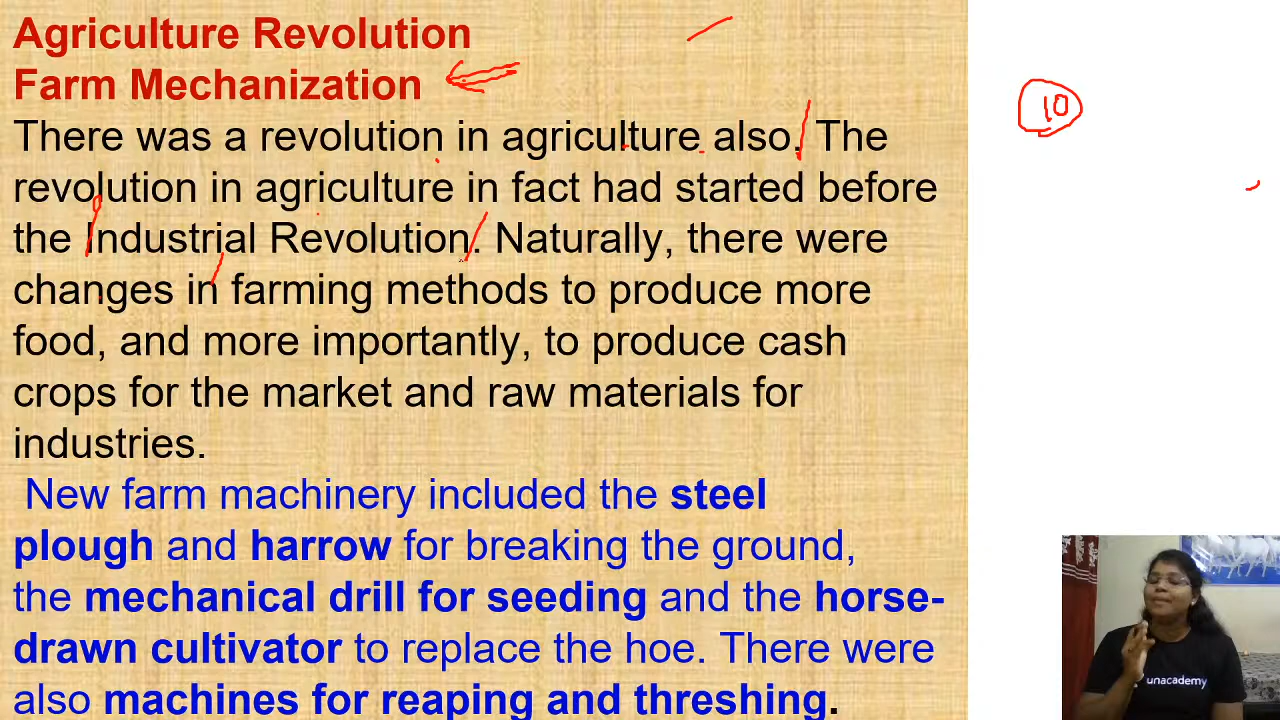 Agriculture Revolution
Farm Mechanization
There was a revolution in agriculture also. The
revolution in agriculture in fact had started before
the Industrial Revolution. Naturally, there were
changes in farming methods to produce more
food, and more importantly, to produce cash
crops for the market and raw materials for
industries.
New farm machinery included the steel
plough and harrow for breaking the ground,
the mechanical drill for seeding and the horse-
drawn cultivator to replace the hoe. There were
also machines for reaping and threshing.
10
unacademy